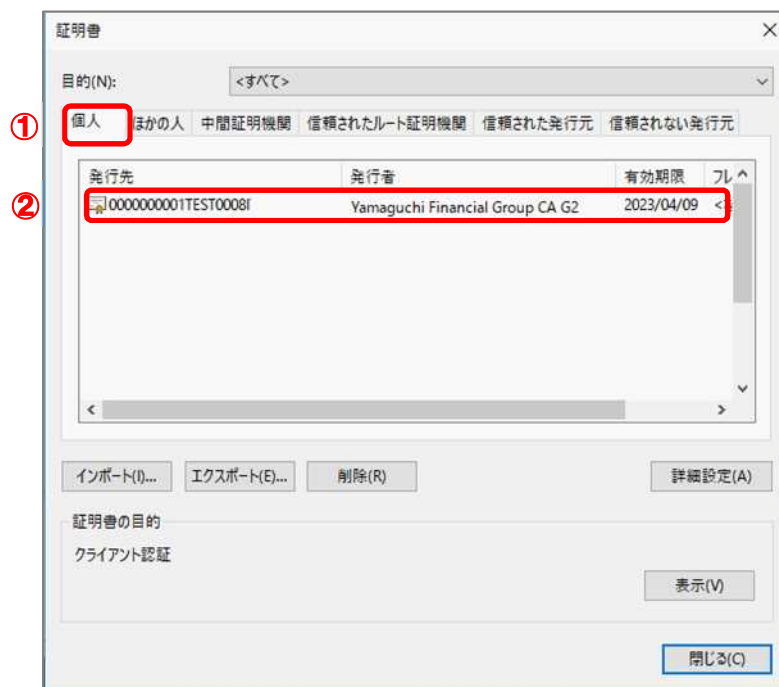 証明書
目的(N): <すべて>
① 個人 ほかの人 中間証明機関 信頼されたルート証明機関 信頼された発行元 信頼されない発行元
発行先 発行者 有効期限 フレ
② Yamaguchi Financial Group CA G2 2023/04/09
インポート(I)... エクスポート(E)... 削除(R) 詳細設定(A)
証明書の目的
クライアント認証
表示(V)
閉じる(C)